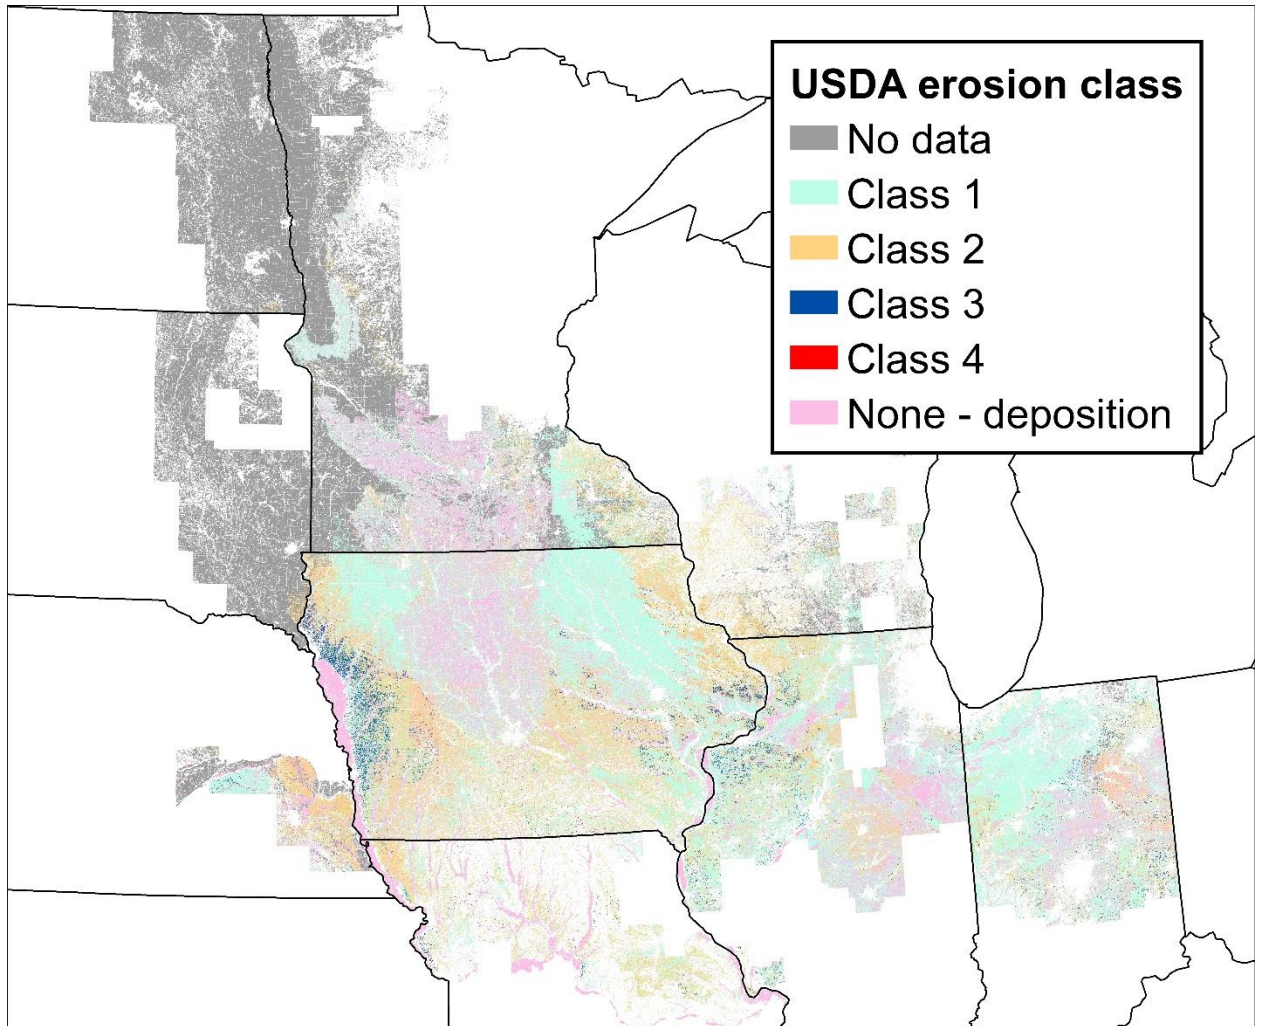 USDA erosion class
No data
Class 1
Class 2
Class 3
Class 4
None - deposition